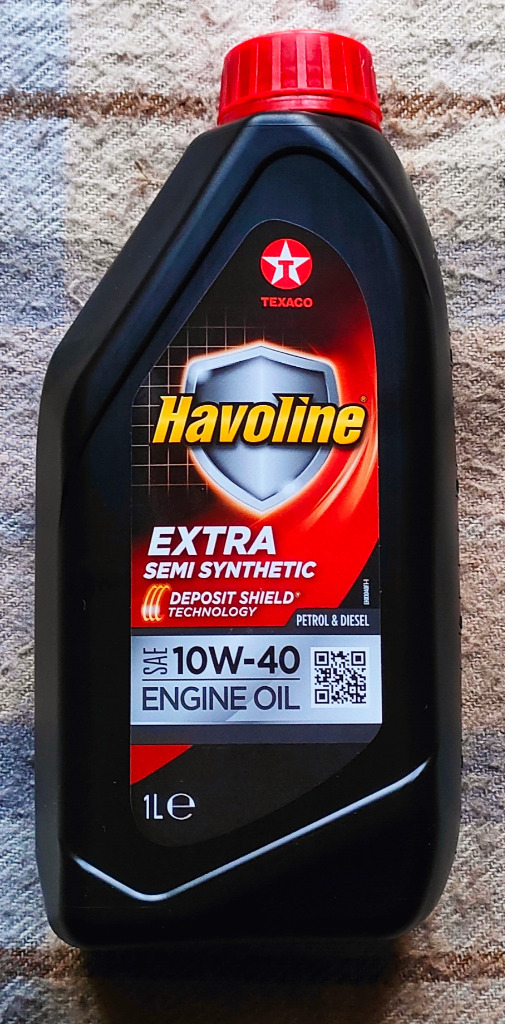 T
TEXACO
Havoline®
EXTRA
SEMI SYNTHETIC
DEPOSIT SHIELD®
TECHNOLOGY
PETROL & DIESEL
SAE 10W-40
ENGINE OIL
1L℮